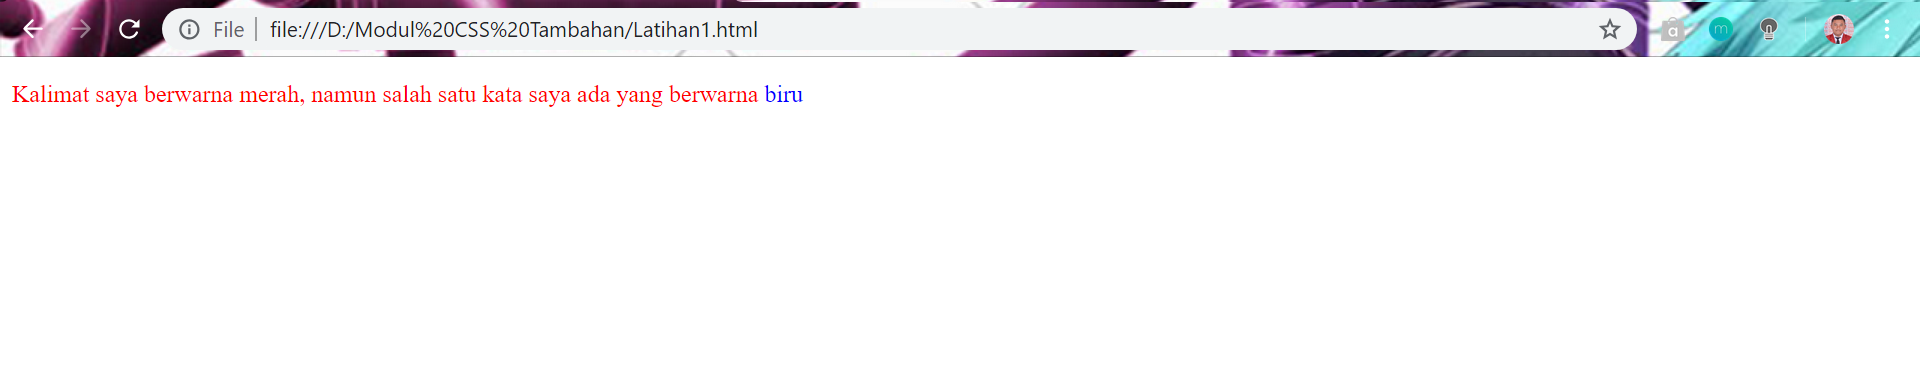 File file:///D:/Modul%20CSS%20Tambahan/Latihan1.html a m
Kalimat saya berwarna merah, namun salah satu kata saya ada yang berwarna biru